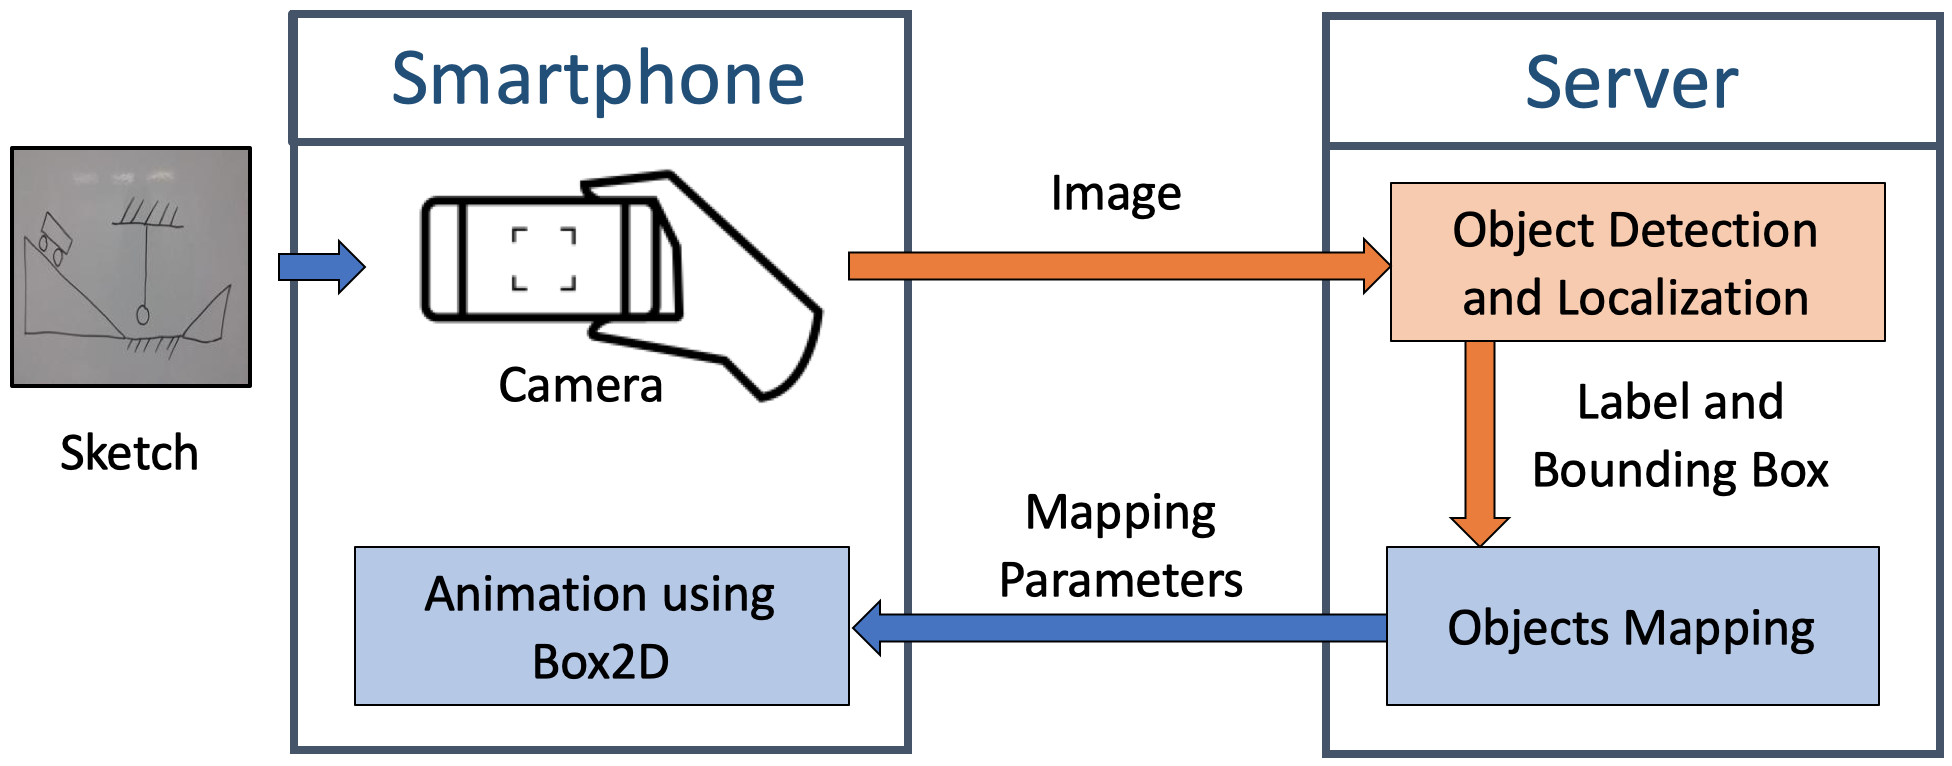 Smartphone
Server
Sketch
Camera
Image
Object Detection
and Localization
Label and
Bounding Box
Objects Mapping
Mapping
Parameters
Animation using
Box2D